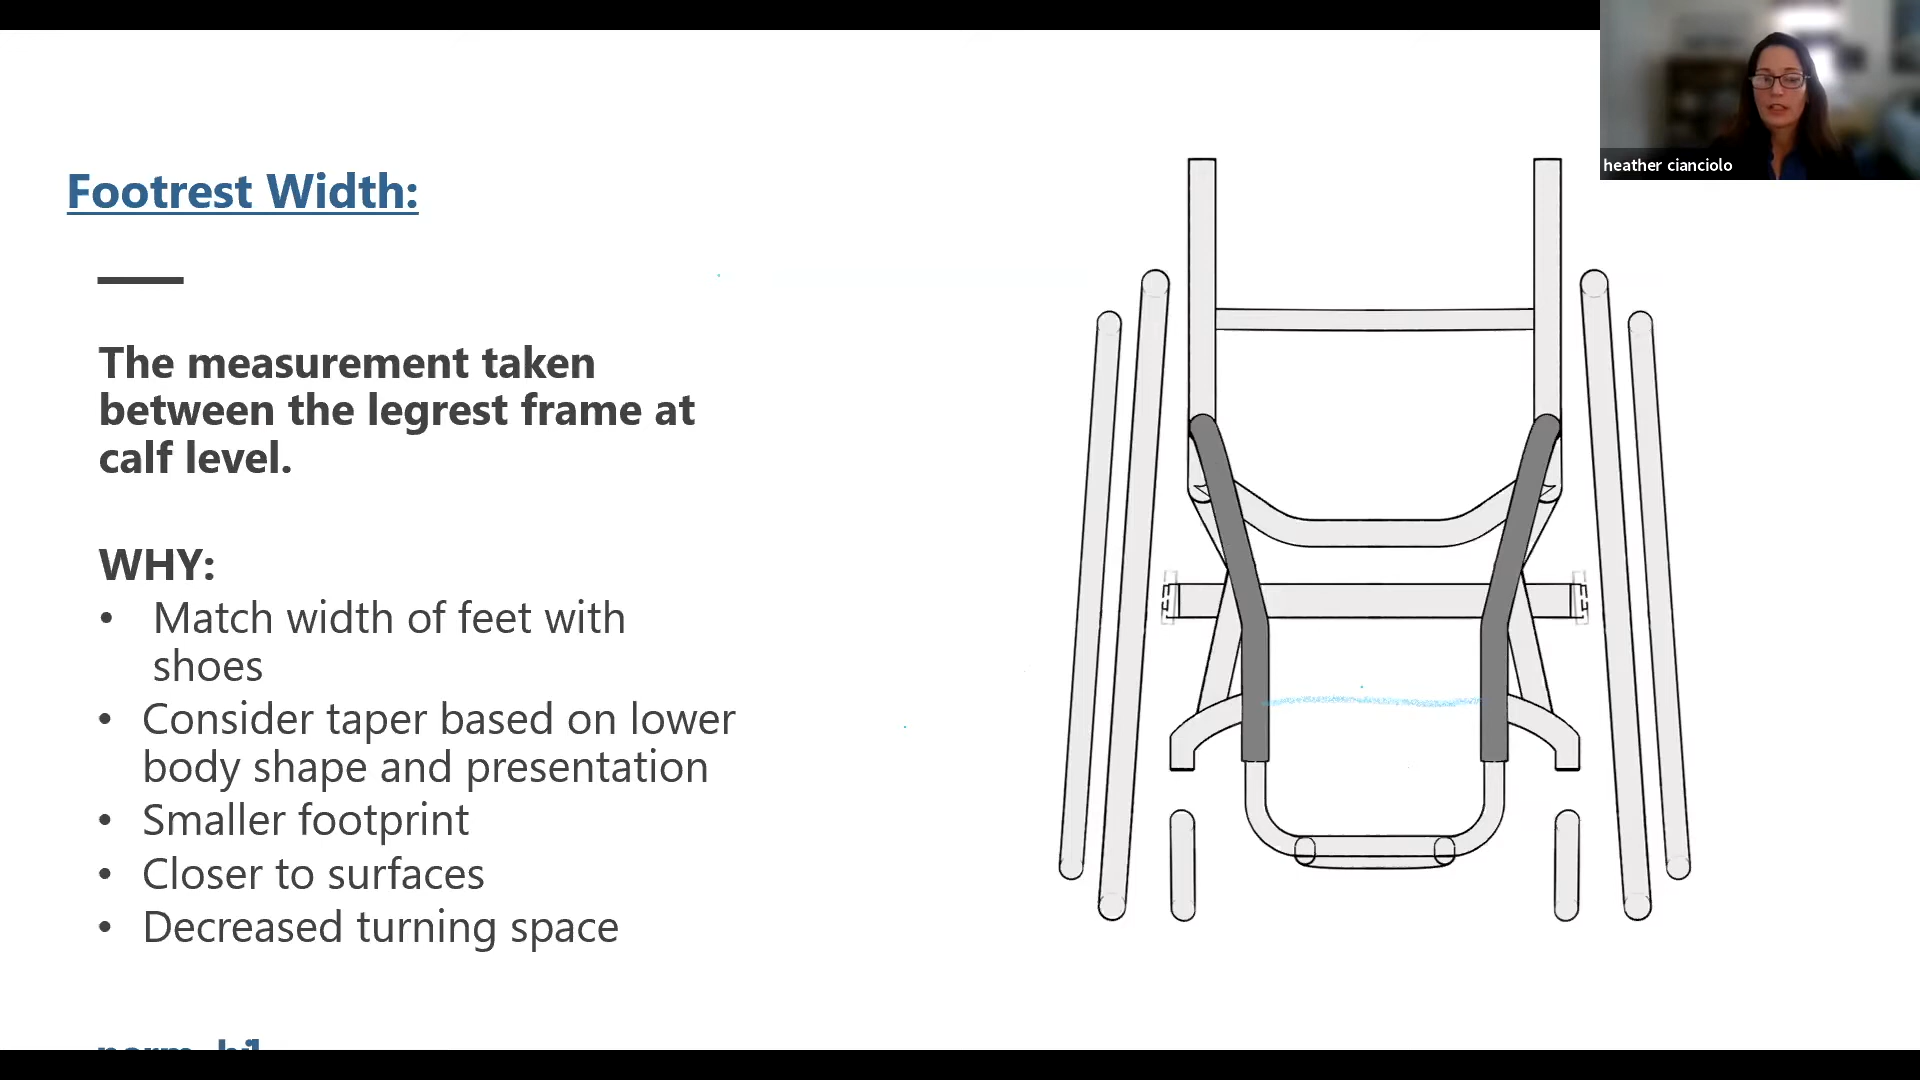 heather cianciolo
Footrest Width:
The measurement taken
between the legrest frame at
calf level.
WHY:
• Match width of feet with
shoes
• Consider taper based on lower
body shape and presentation
• Smaller footprint
• Closer to surfaces
• Decreased turning space